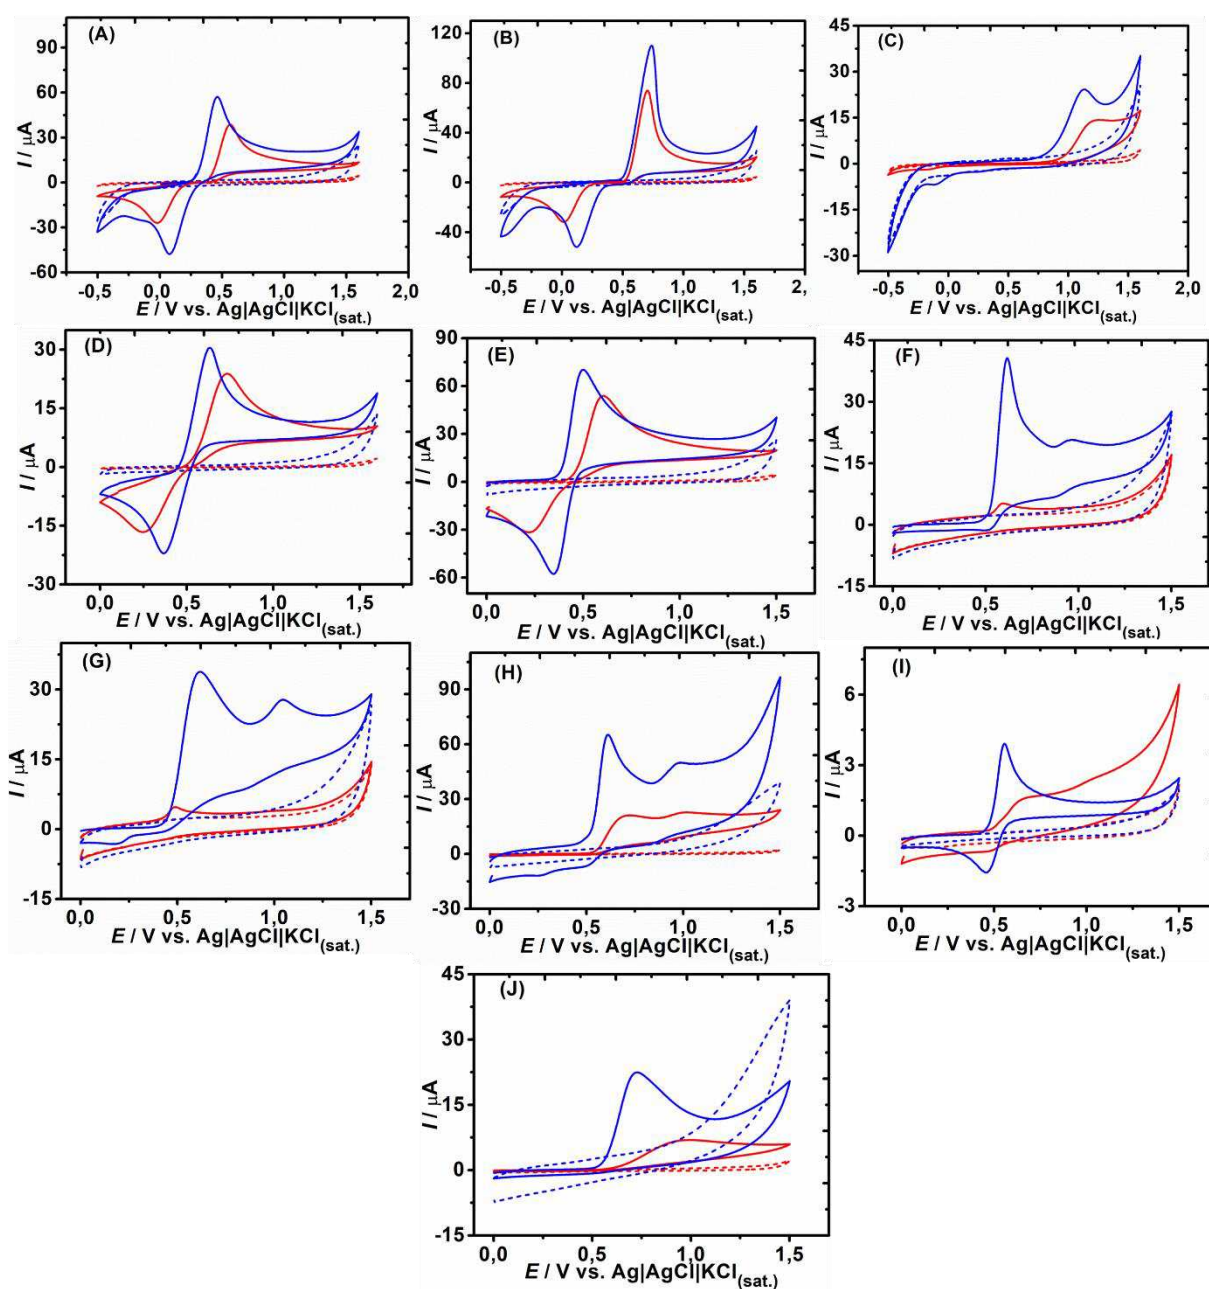 (A)
90
60
30
0
-30
-60
I / µA
-0,5 0,0 0,5 1,0 1,5 2,0
E / V vs. Ag|AgCl|KCl(sat.)
(B)
120
80
40
0
-40
I / µA
-0,5 0,0 0,5 1,0 1,5 2,
E / V vs. Ag|AgCl|KCl(sat.)
(C)
45
30
15
0
-15
-30
I / µA
-0,5 0,0 0,5 1,0 1,5 2,0
E / V vs. Ag|AgCl|KCl(sat.)
(D)
30
15
0
-15
-30
I / µA
0,0 0,5 1,0 1,5
E / V vs. Ag|AgCl|KCl(sat.)
(E)
90
60
30
0
-30
-60
I / µA
0,0 0,5 1,0 1,5
E / V vs. Ag|AgCl|KCl(sat.)
(F)
45
30
15
0
-15
I / µA
0,0 0,5 1,0 1,5
E / V vs. Ag|AgCl|KCl(sat.)
(G)
30
15
0
-15
I / µA
0,0 0,5 1,0 1,5
E / V vs. Ag|AgCl|KCl(sat.)
(H)
90
60
30
0
-30
I / µA
0,0 0,5 1,0 1,5
E / V vs. Ag|AgCl|KCl(sat.)
(I)
6
3
0
-3
I / µA
0,0 0,5 1,0 1,5
E / V vs. Ag|AgCl|KCl(sat.)
(J)
45
30
15
0
-15
I / µA
0,0 0,5 1,0 1,5
E / V vs. Ag|AgCl|KCl(sat.)